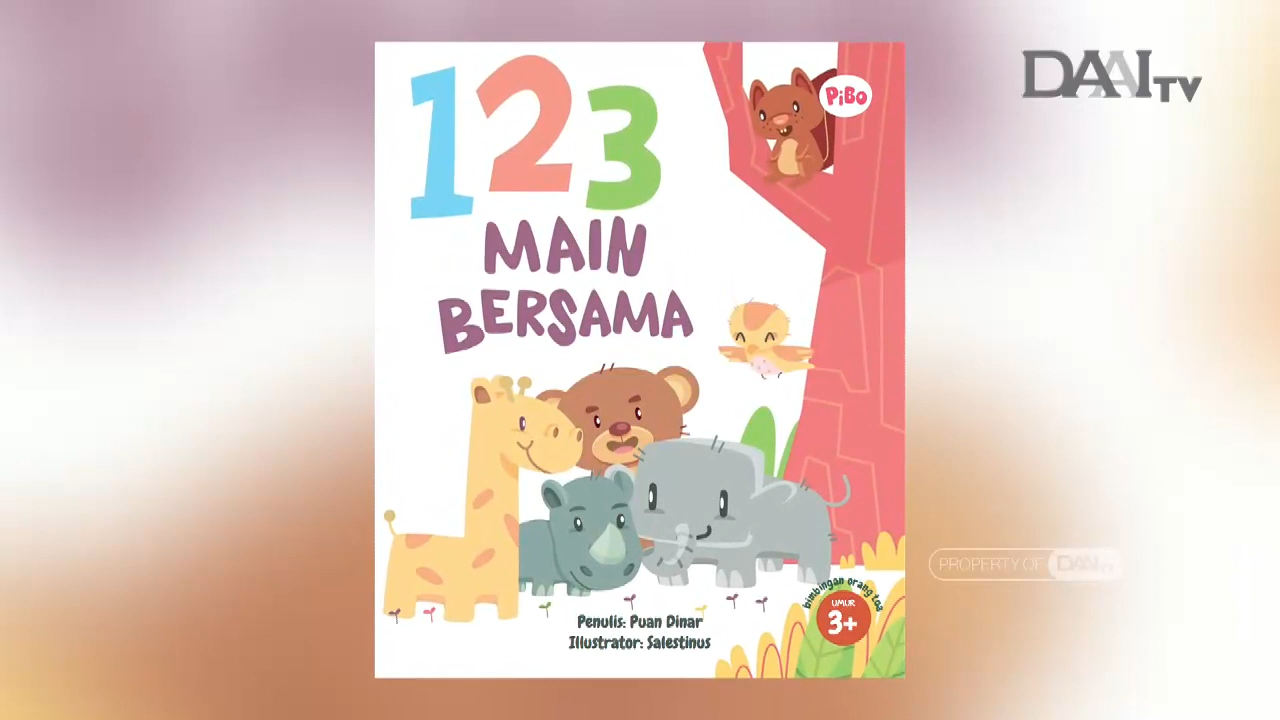 123
MAIN
BERSAMA
PiBo
DAAI TV
PROPERTY OF DAAI TV
bimbingan orang tua
UMUR
3+
Penulis: Puan Dinar
Illustrator: Salestinus